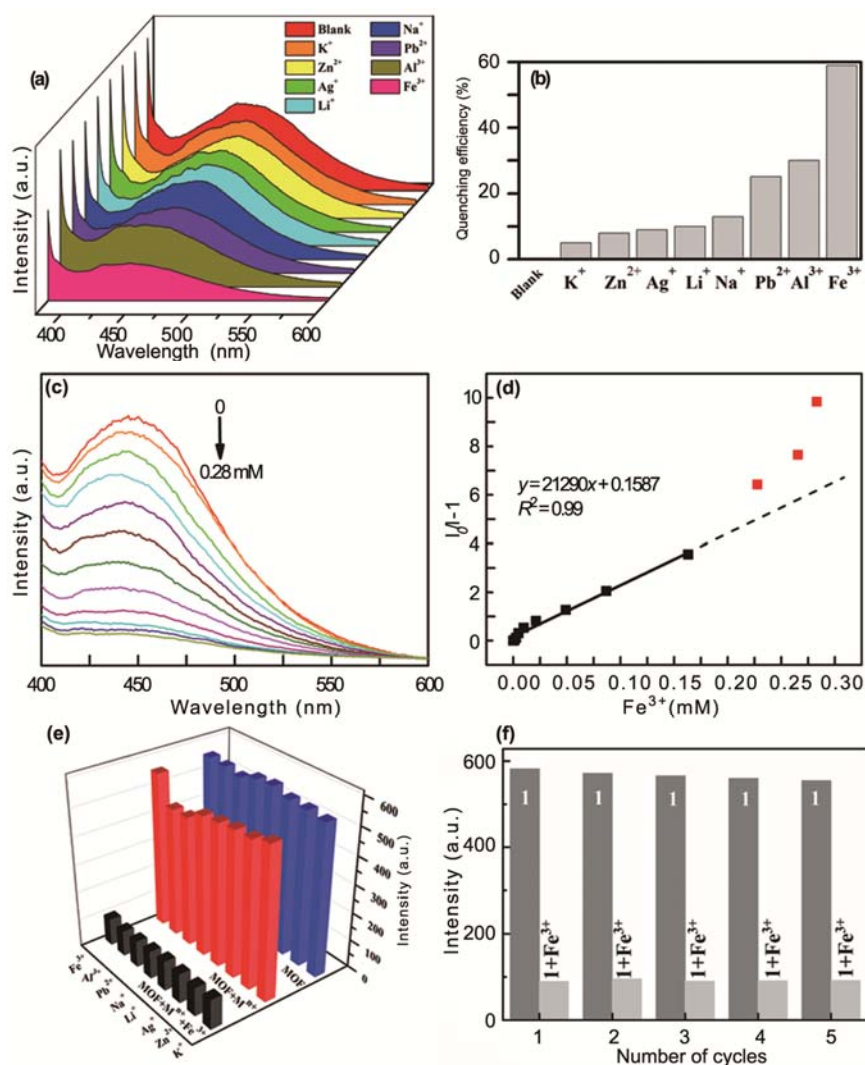 (a)
Blank
K⁺
Zn²⁺
Ag⁺
Li⁺
Na⁺
Pb²⁺
Al³⁺
Fe³⁺
Intensity (a.u.)
400 450 500 550 600
Wavelength (nm)
(b)
Quenching efficiency (%)
60
40
20
0
Blank K⁺ Zn²⁺ Ag⁺ Li⁺ Na⁺ Pb²⁺ Al³⁺ Fe³⁺
(c)
0
0.28 mM
Intensity (a.u.)
400 450 500 550 600
Wavelength (nm)
(d)
10
8
6
4
2
0
I₀/I-1
y=21290x+0.1587
R²=0.99
0.00 0.05 0.10 0.15 0.20 0.25 0.30
Fe³⁺(mM)
(e)
600
500
400
300
200
100
0
Intensity (a.u.)
MOF
MOF+Mⁿ⁺
MOF+Mⁿ⁺+Fe³⁺
Fe³⁺
Al³⁺
Pb²⁺
Na⁺
Li⁺
Ag⁺
Zn²⁺
K⁺
(f)
600
400
200
0
Intensity (a.u.)
1 1 1 1 1
1+Fe³⁺ 1+Fe³⁺ 1+Fe³⁺ 1+Fe³⁺ 1+Fe³⁺
1 2 3 4 5
Number of cycles